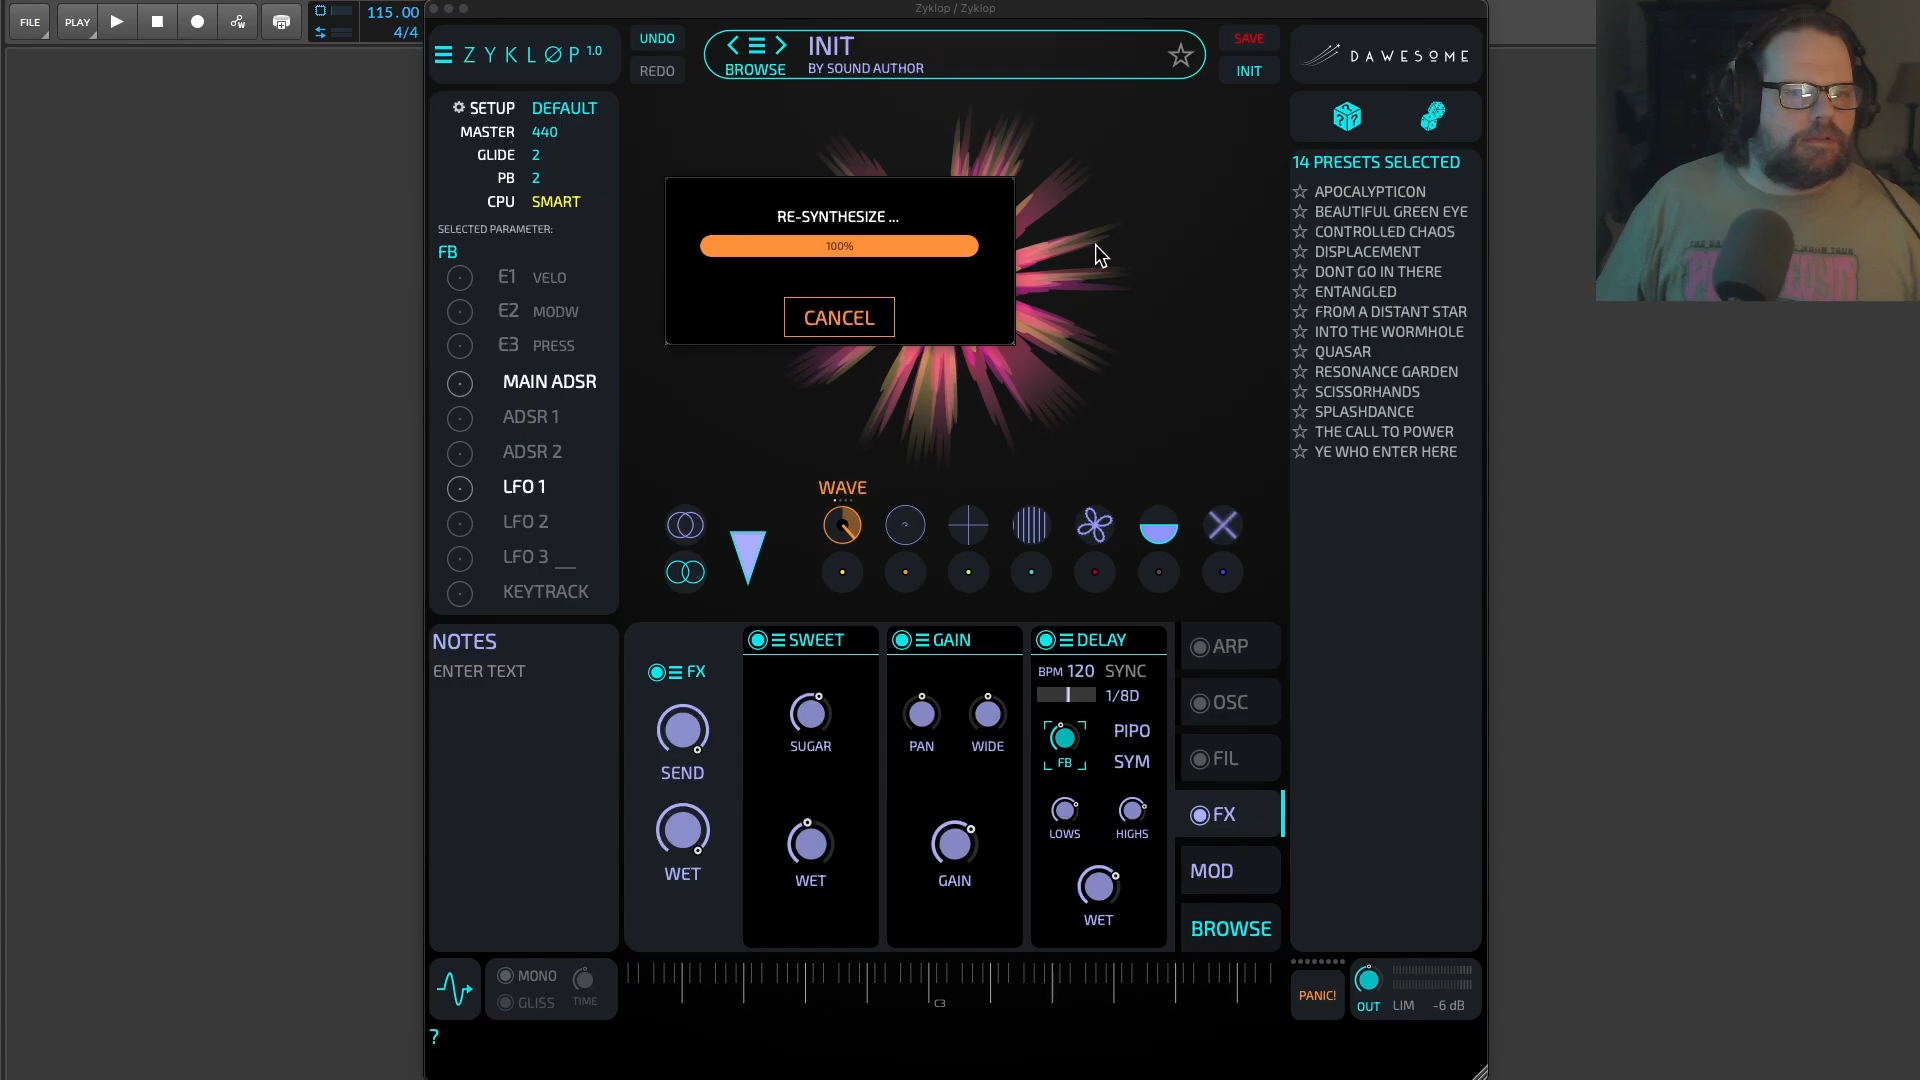 FILE
PLAY
115.00
4/4
Zyklop / Zyklop
ZYKLØP 1.0
UNDO
REDO
BROWSE
INIT
BY SOUND AUTHOR
SAVE
INIT
DAWESOME
SETUP DEFAULT
MASTER 440
GLIDE 2
PB 2
CPU SMART
SELECTED PARAMETER:
FB
E1 VELO
E2 MODW
E3 PRESS
MAIN ADSR
ADSR 1
ADSR 2
LFO 1
LFO 2
LFO 3
KEYTRACK
RE-SYNTHESIZE ...
100%
CANCEL
WAVE
14 PRESETS SELECTED
APOCALYPTICON
BEAUTIFUL GREEN EYE
CONTROLLED CHAOS
DISPLACEMENT
DONT GO IN THERE
ENTANGLED
FROM A DISTANT STAR
INTO THE WORMHOLE
QUASAR
RESONANCE GARDEN
SCISSORHANDS
SPLASHDANCE
THE CALL TO POWER
YE WHO ENTER HERE
NOTES
ENTER TEXT
FX
SEND
WET
SWEET
SUGAR
WET
GAIN
PAN WIDE
GAIN
DELAY
BPM 120 SYNC
1/8D
FB
PIPO
SYM
LOWS HIGHS
WET
ARP
OSC
FIL
FX
MOD
BROWSE
MONO
GLISS
TIME
C3
PANIC!
OUT LIM -6 dB
?